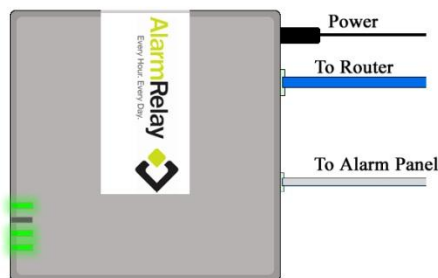 AlarmRelay
Every Hour. Every Day.
Power
To Router
To Alarm Panel